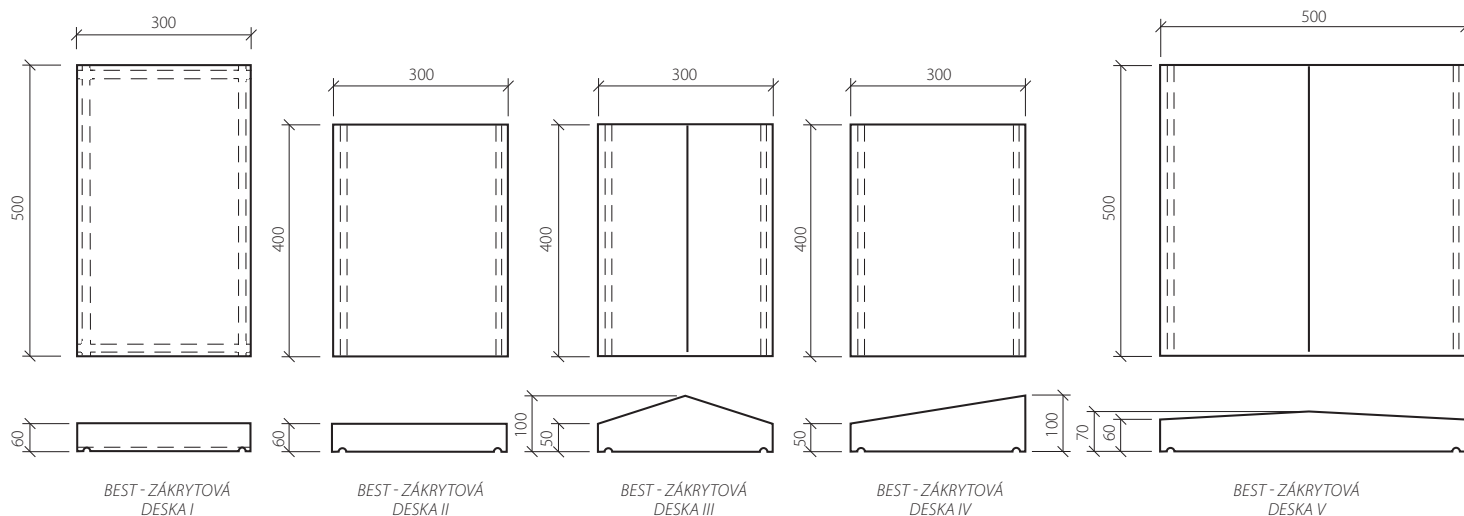 300
500
60
BEST - ZÁKRYTOVÁ
DESKA I
300
400
60
BEST - ZÁKRYTOVÁ
DESKA II
300
400
100
50
BEST - ZÁKRYTOVÁ
DESKA III
300
400
50
100
BEST - ZÁKRYTOVÁ
DESKA IV
500
500
70
60
BEST - ZÁKRYTOVÁ
DESKA V